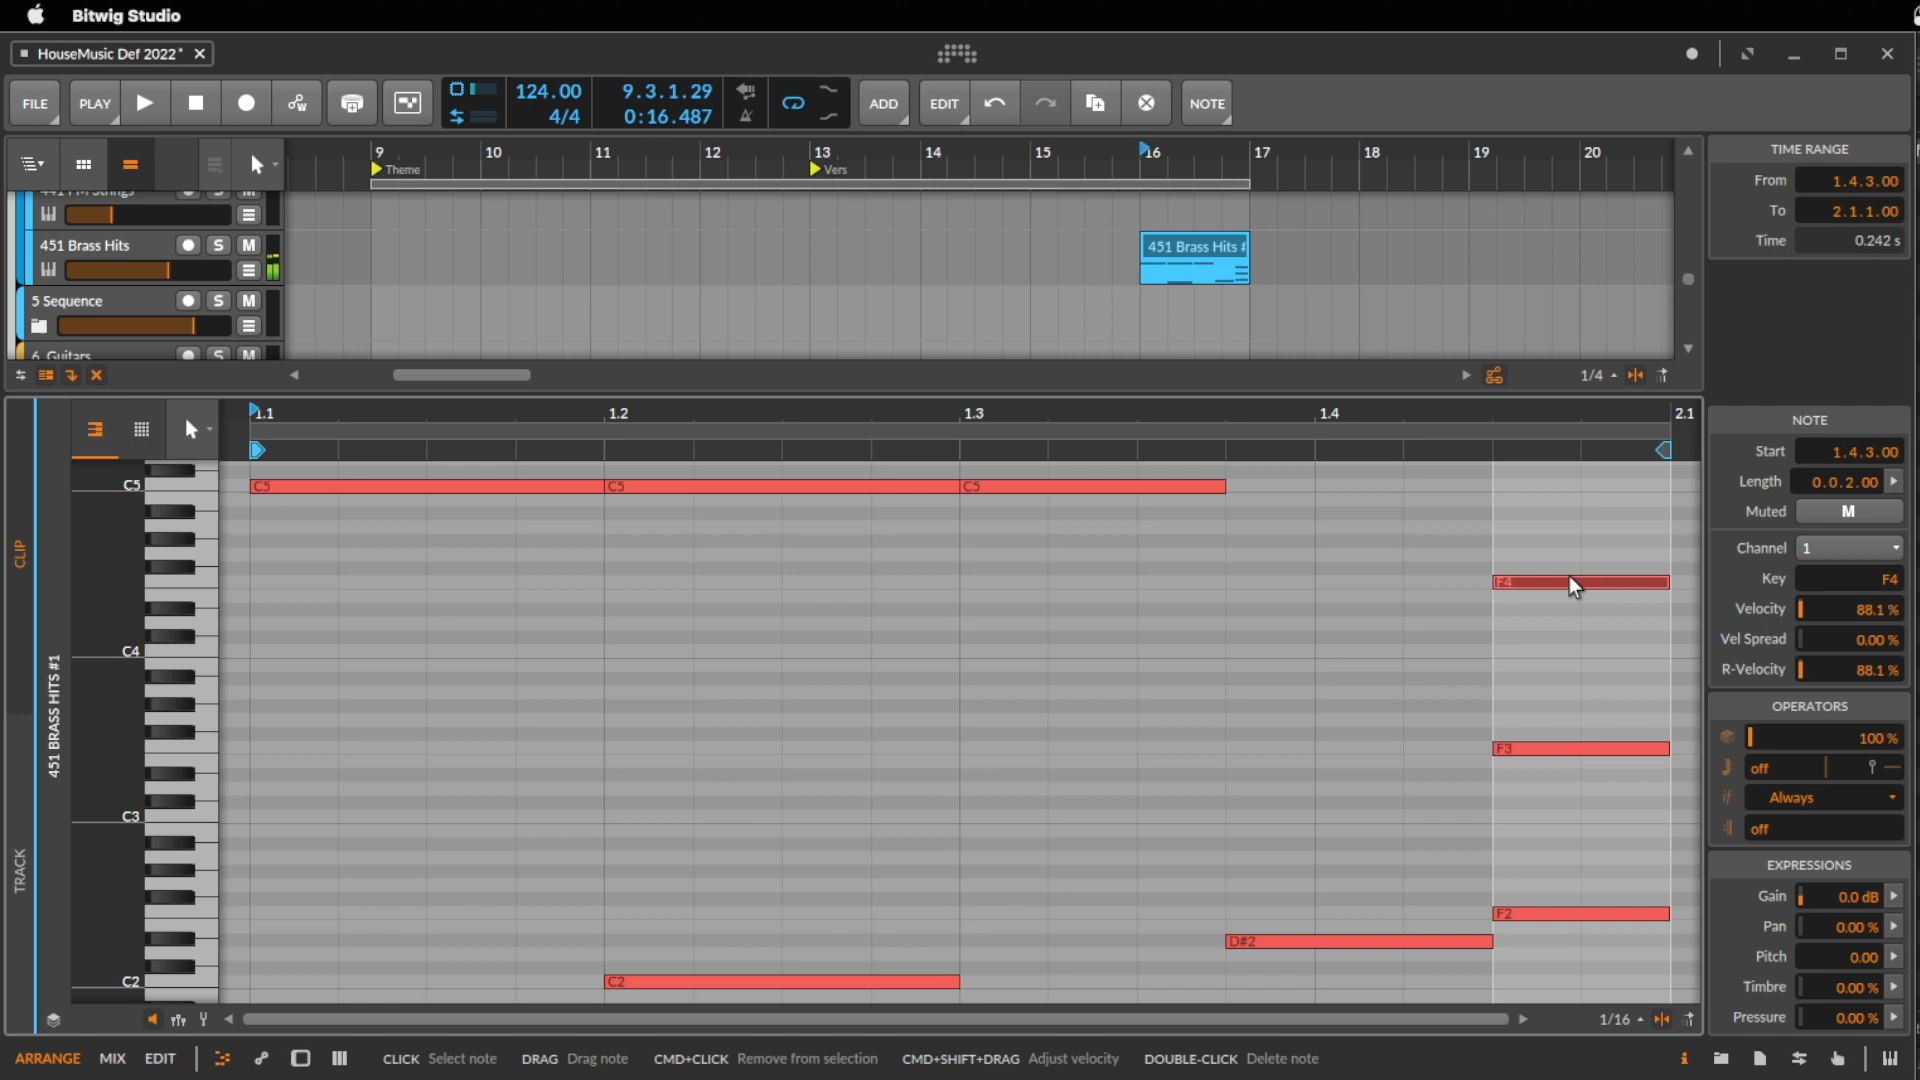 Bitwig Studio
HouseMusic Def 2022*
FILE PLAY 124.00 4/4 9.3.1.29 0:16.487 ADD EDIT NOTE
9 10 11 12 13 14 15 16 17 18 19 20
Theme Vers
451 Brass Hits S M
451 Brass Hits #
5 Sequence S M
6 Guitars S M
1/4
TIME RANGE
From 1.4.3.00
To 2.1.1.00
Time 0.242 s
1.1 1.2 1.3 1.4 2.1
C5 C5 C5 C5
F4
C4
F3
C3
F2
D#2
C2 C2
CLIP
TRACK
451 BRASS HITS #1
1/16
NOTE
Start 1.4.3.00
Length 0.0.2.00
Muted M
Channel 1
Key F4
Velocity 88.1 %
Vel Spread 0.00 %
R-Velocity 88.1 %
OPERATORS
100 %
off
if Always
off
EXPRESSIONS
Gain 0.0 dB
Pan 0.00 %
Pitch 0.00
Timbre 0.00 %
Pressure 0.00 %
ARRANGE MIX EDIT CLICK Select note DRAG Drag note CMD+CLICK Remove from selection CMD+SHIFT+DRAG Adjust velocity DOUBLE-CLICK Delete note